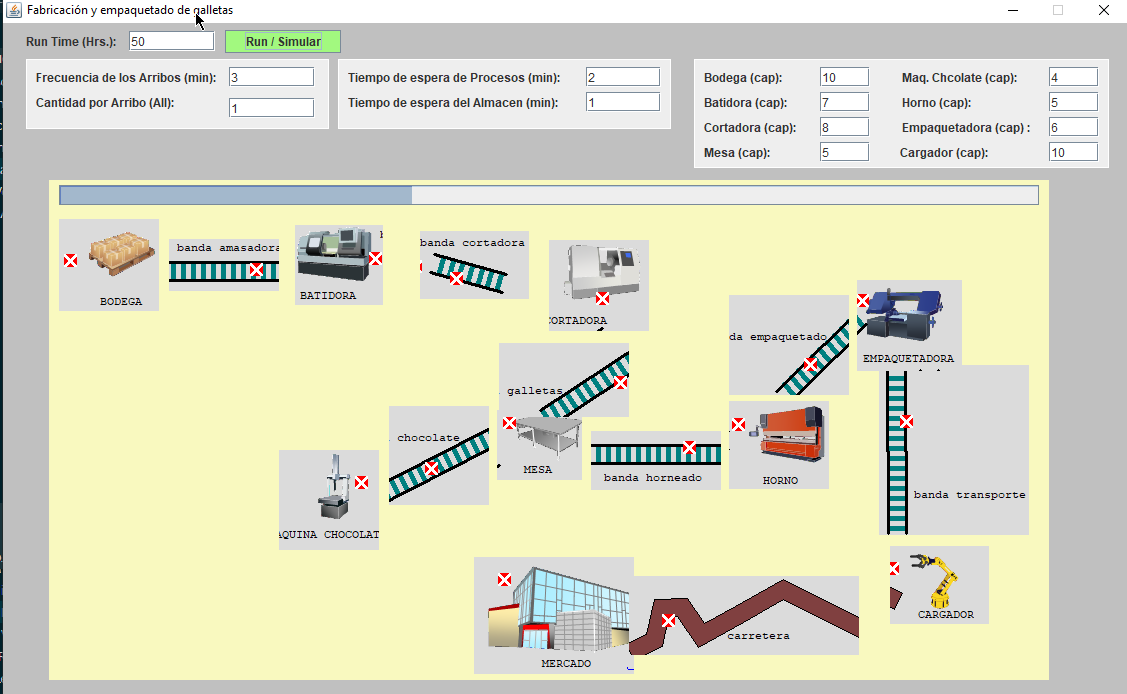 Fabricación y empaquetado de galletas
Run Time (Hrs.): 50 Run / Simular
Frecuencia de los Arribos (min): 3
Cantidad por Arribo (All): 1
Tiempo de espera de Procesos (min): 2
Tiempo de espera del Almacen (min): 1
Bodega (cap): 10 Maq. Chcolate (cap): 4
Batidora (cap): 7 Horno (cap): 5
Cortadora (cap): 8 Empaquetadora (cap) : 6
Mesa (cap): 5 Cargador (cap): 10
banda amasadora
BODEGA
BATIDORA
banda cortadora
CORTADORA
da empaquetado
EMPAQUETADORA
galletas
chocolate
MESA
banda horneado
HORNO
AQUINA CHOCOLAT
banda transporte
CARGADOR
carretera
MERCADO